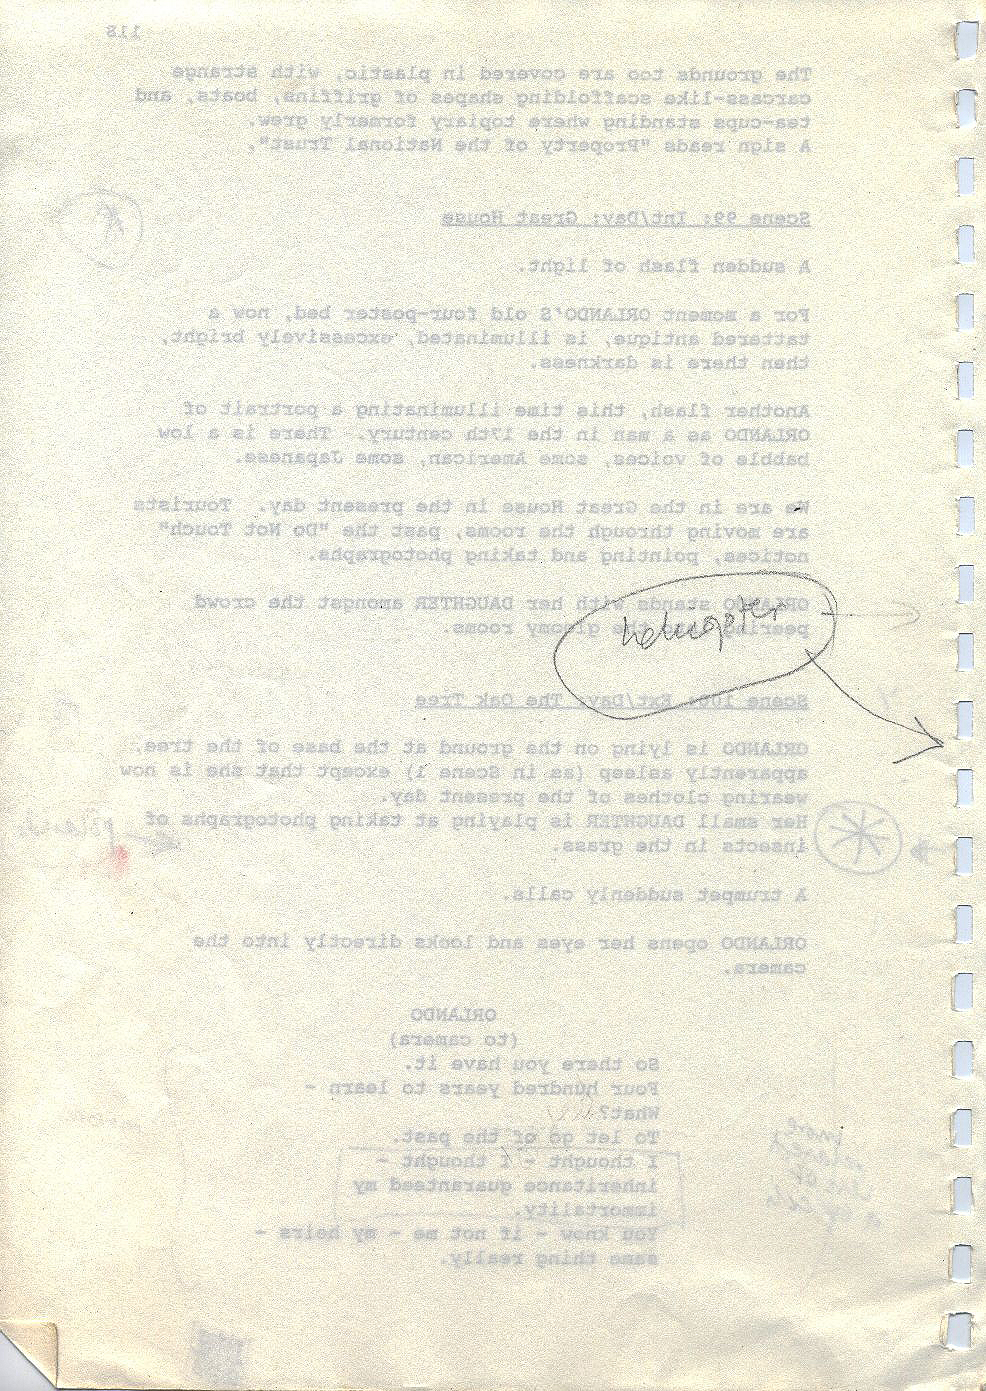 118
The grounds too are covered in plastic, with strange
carcass-like scaffolding shapes of griffins, boats, and
tea-cups standing where topiary formerly grew.
A sign reads "Property of the National Trust".
Scene 99: Int/Day: Great House
A sudden flash of light.
For a moment ORLANDO'S old four-poster bed, now a
tattered antique, is illuminated, excessively bright,
then there is darkness.
Another flash, this time illuminating a portrait of
ORLANDO as a man in the 17th century. There is a low
babble of voices, some American, some Japanese.
We are in the Great House in the present day. Tourists
are moving through the rooms, past the "Do Not Touch"
notices, pointing and taking photographs.
ORLANDO stands with her DAUGHTER amongst the crowd
peering into the gloomy rooms.
helicopter
Scene 100: Ext/Day: The Oak Tree
ORLANDO is lying on the ground at the base of the tree,
apparently asleep (as in Scene 1) except that she is now
wearing clothes of the present day.
Her small DAUGHTER is playing at taking photographs of
insects in the grass.
A trumpet suddenly calls.
ORLANDO opens her eyes and looks directly into the
camera.
ORLANDO
(to camera)
So there you have it.
Four hundred years to learn -
What?
To let go of the past.
I thought - I thought -
inheritance guaranteed my
immortality.
You know - if not me - my heirs -
same thing really.